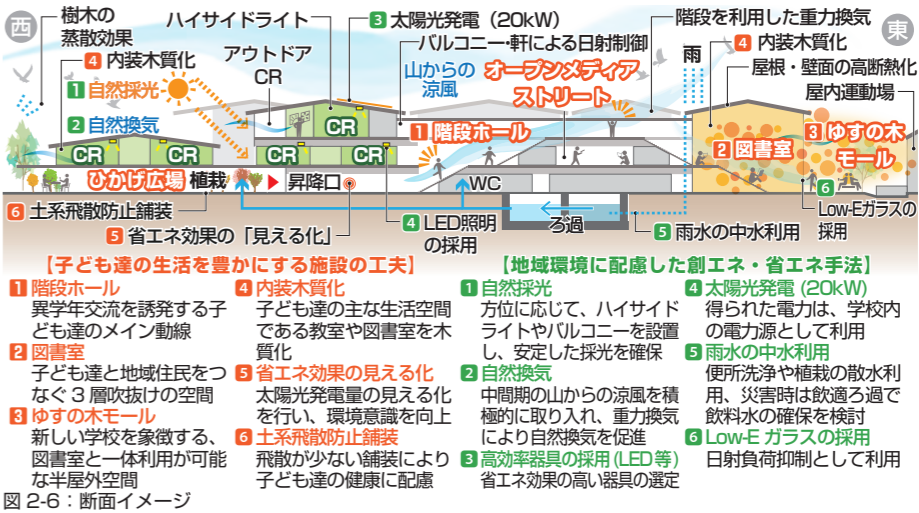 西
樹木の
蒸散効果
ハイサイドライト
3 太陽光発電（20kW）
階段を利用した重力換気
東
4 内装木質化
アウトドア
CR
バルコニー・軒による日射制御
雨
4 内装木質化
1 自然採光
山からの
涼風
オープンメディア
ストリート
屋根・壁面の高断熱化
屋内運動場
2 自然換気
CR
1 階段ホール
2 図書室
3 ゆすの木
モール
CR
CR
CR
CR
ひかげ広場
植栽
昇降口
WC
6
Low-Eガラスの
採用
6 土系飛散防止舗装
4 LED照明
の採用
ろ過
5 省エネ効果の「見える化」
5 雨水の中水利用
【子ども達の生活を豊かにする施設の工夫】
1 階段ホール
異学年交流を誘発する子
ども達のメイン動線
2 図書室
子ども達と地域住民をつ
なぐ 3 層吹抜けの空間
3 ゆすの木モール
新しい学校を象徴する、
図書室と一体利用が可能
な半屋外空間
4 内装木質化
子ども達の主な生活空間
である教室や図書室を木
質化
5 省エネ効果の見える化
太陽光発電量の見える化
を行い、環境意識を向上
6 土系飛散防止舗装
飛散が少ない舗装により
子ども達の健康に配慮
【地域環境に配慮した創エネ・省エネ手法】
1 自然採光
方位に応じて、ハイサイド
ライトやバルコニーを設置
し、安定した採光を確保
2 自然換気
中間期の山からの涼風を積
極的に取り入れ、重力換気
により自然換気を促進
3 高効率器具の採用(LED等)
省エネ効果の高い器具の選定
4 太陽光発電 (20kW)
得られた電力は、学校内
の電力源として利用
5 雨水の中水利用
便所洗浄や植栽の散水利
用、災害時は飲適ろ過で
飲料水の確保を検討
6 Low-E ガラスの採用
日射負荷抑制として利用
図 2-6：断面イメージ